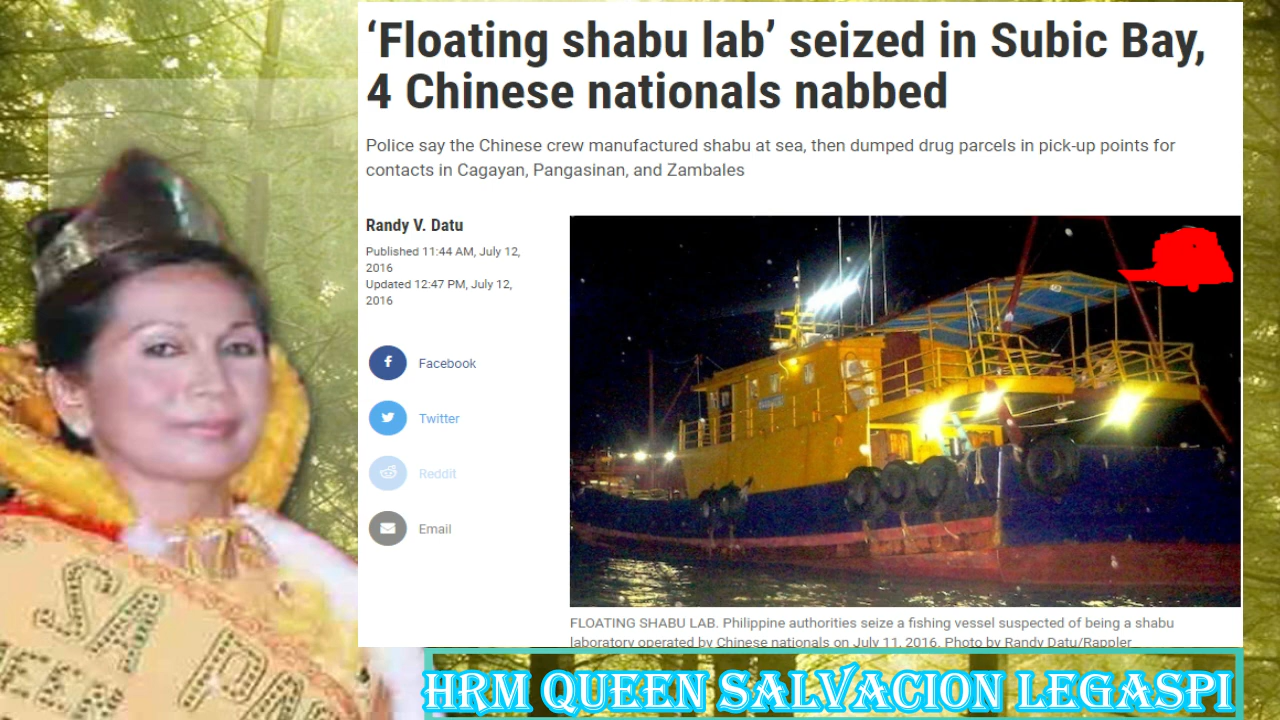 ‘Floating shabu lab’ seized in Subic Bay,
4 Chinese nationals nabbed
Police say the Chinese crew manufactured shabu at sea, then dumped drug parcels in pick-up points for
contacts in Cagayan, Pangasinan, and Zambales
Randy V. Datu
Published 11:44 AM, July 12,
2016
Updated 12:47 PM, July 12,
2016
Facebook
Twitter
Reddit
Email
FLOATING SHABU LAB. Philippine authorities seize a fishing vessel suspected of being a shabu
laboratory operated by Chinese nationals on July 11, 2016. Photo by Randy Datu/Rappler
SA
HRM QUEEN SALVACION LEGASPI